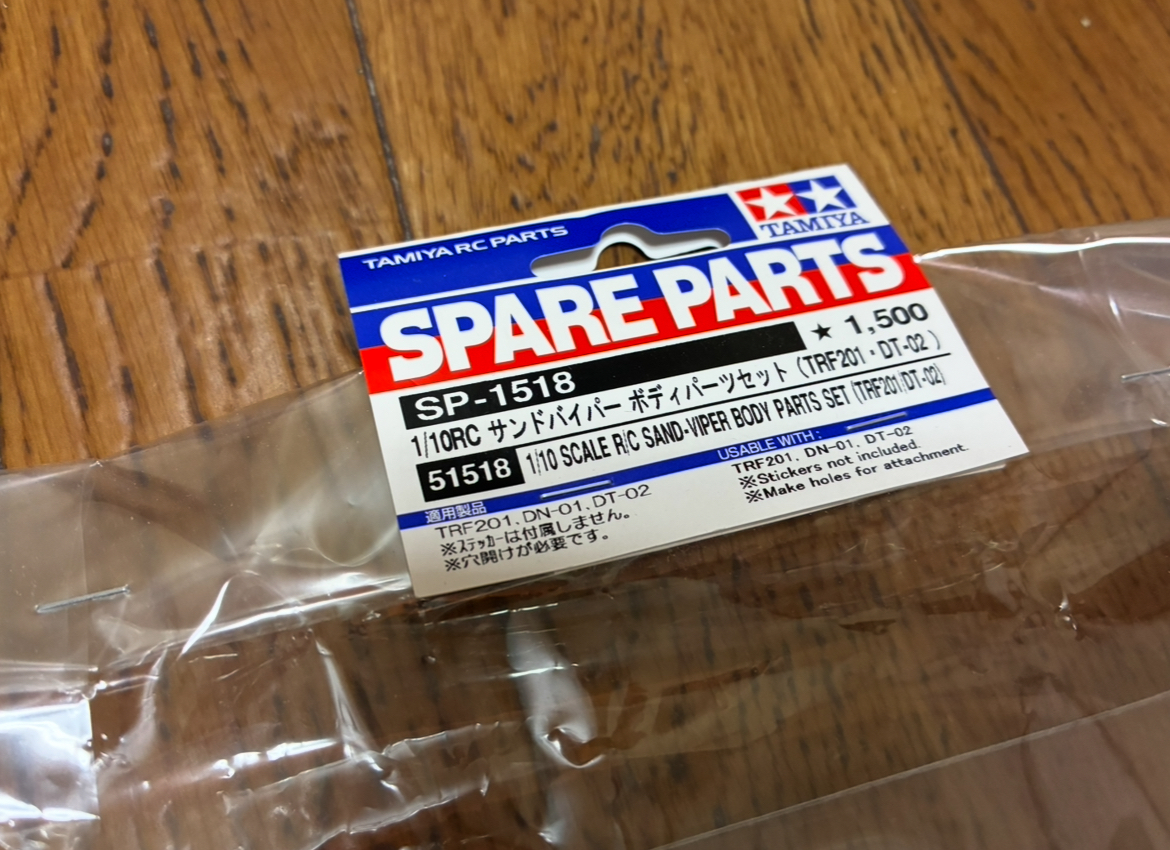 TAMIYA RC PARTS
TAMIYA
SPARE PARTS
SP-1518
★ 1,500
1/10RC サンドバイパー ボディパーツセット (TRF201・DT-02)
51518 1/10 SCALE R/C SAND-VIPER BODY PARTS SET (TRF201/DT-02)
適用製品
TRF201、DN-01、DT-02
※ステッカーは付属しません。
※穴開けが必要です。
USABLE WITH :
TRF201, DN-01, DT-02
※Stickers not included.
※Make holes for attachment.